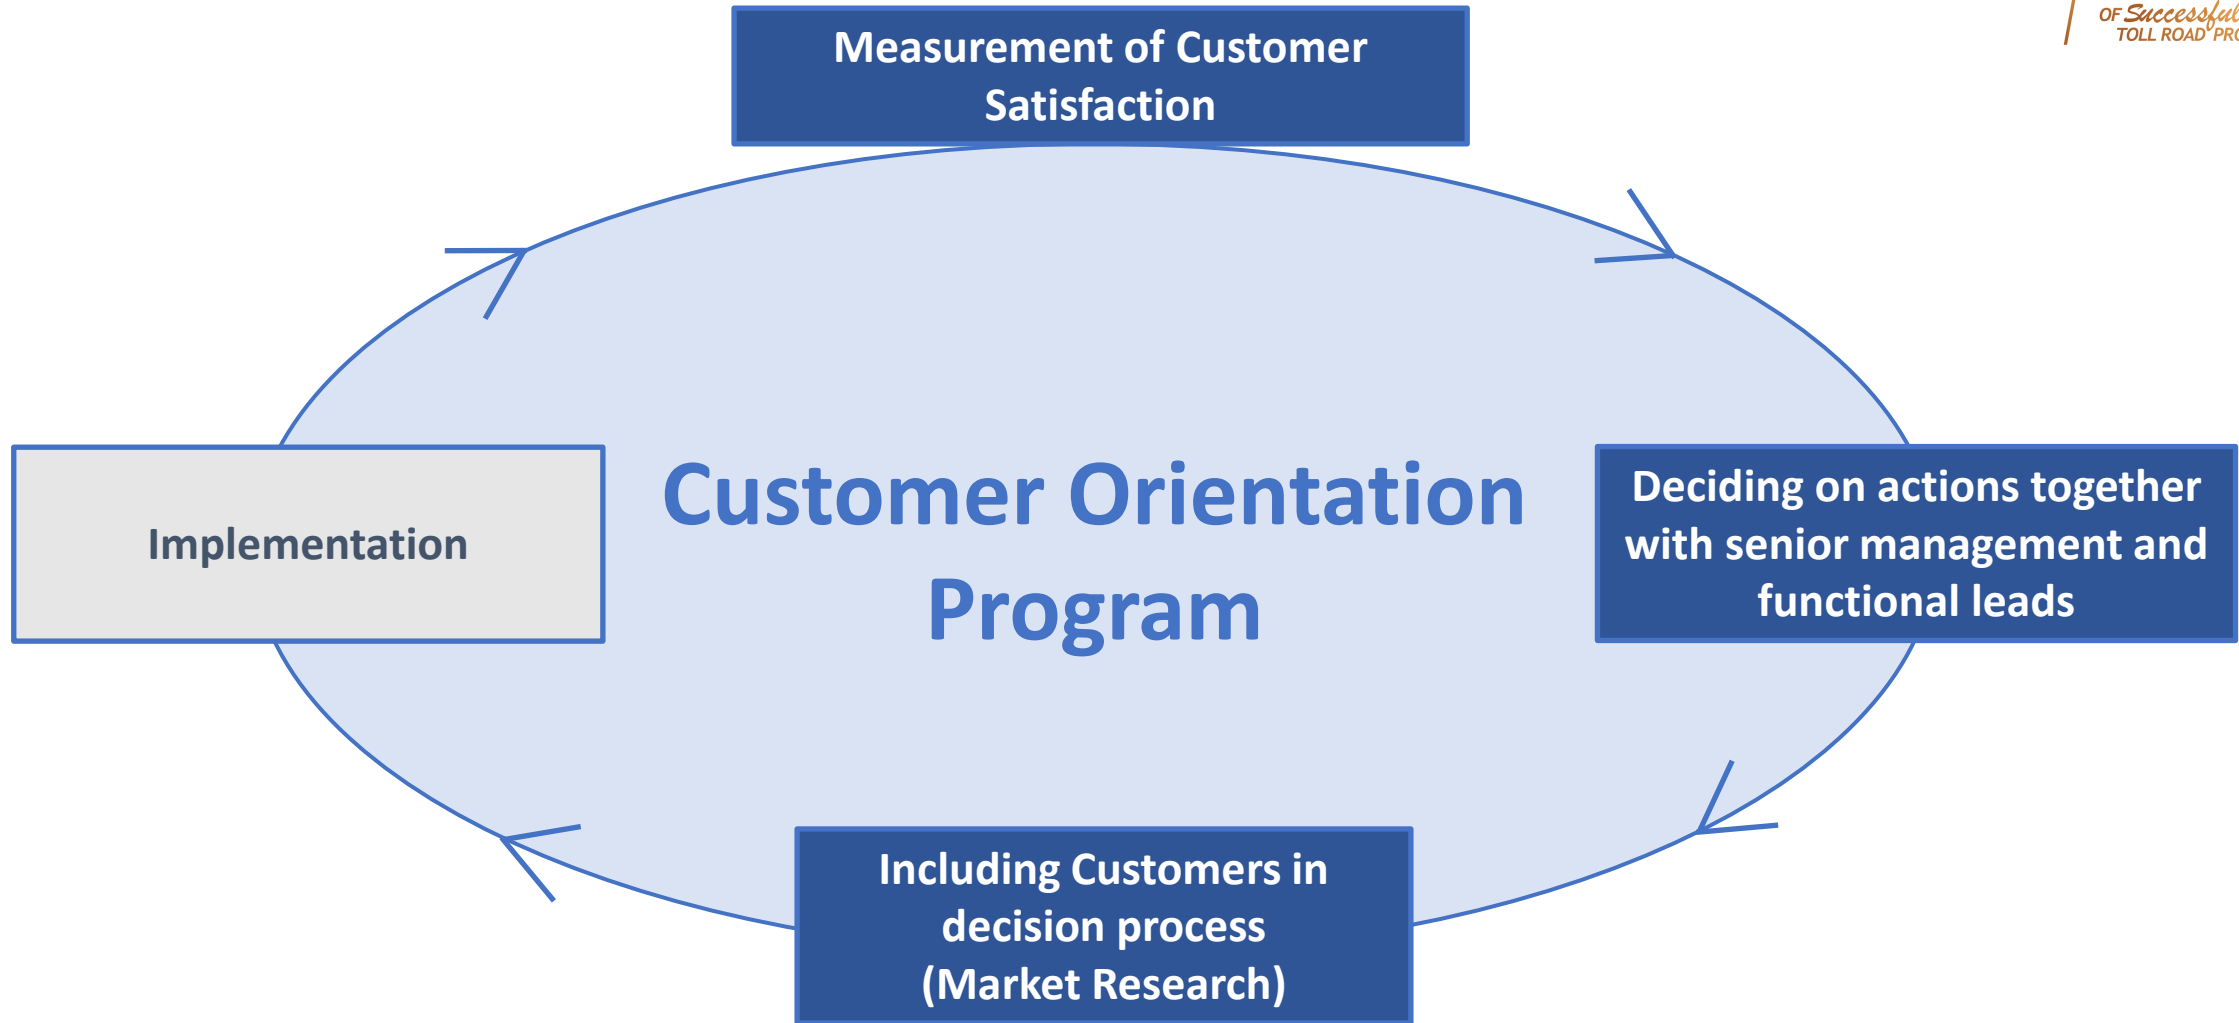 OF Successful
TOLL ROAD
Measurement of Customer
Satisfaction
Implementation
Customer Orientation
Program
Deciding on actions together
with senior management and
functional leads
Including Customers in
decision process
(Market Research)